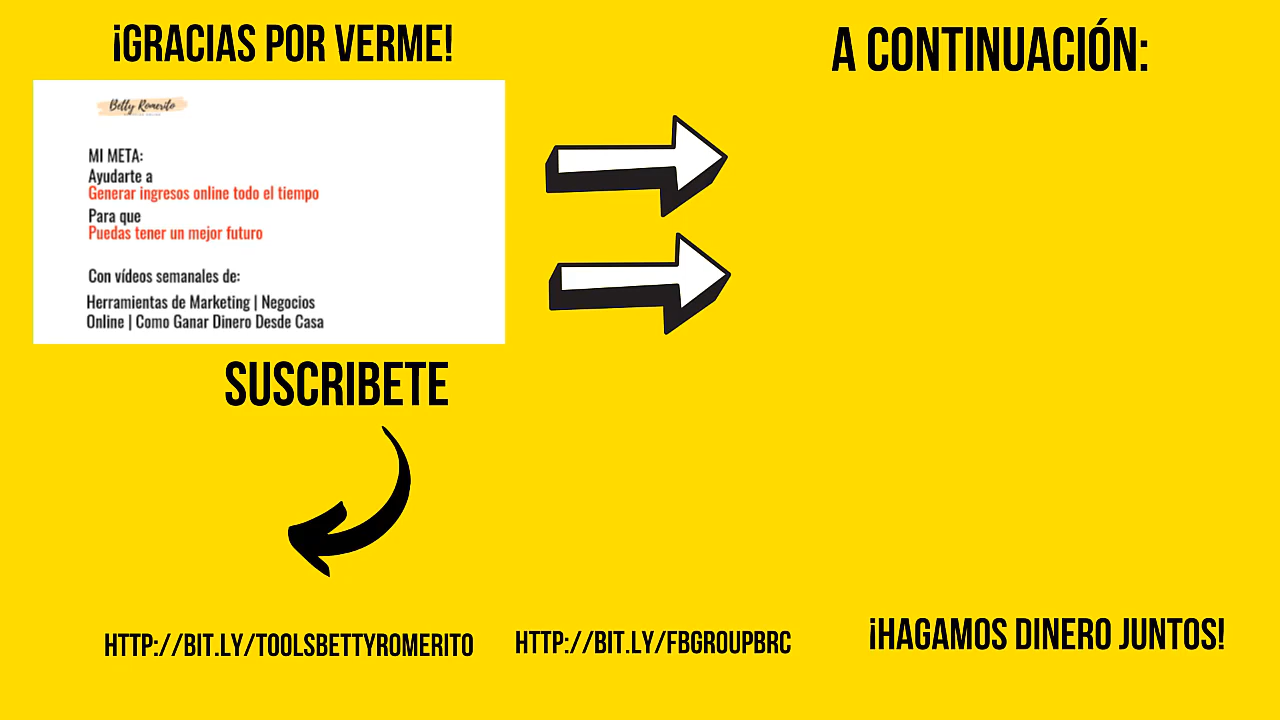 ¡GRACIAS POR VERME!
Betty Romerito
MI META:
Ayudarte a
Generar ingresos online todo el tiempo
Para que
Puedas tener un mejor futuro
Con vídeos semanales de:
Herramientas de Marketing | Negocios
Online | Como Ganar Dinero Desde Casa
SUSCRIBETE
A CONTINUACIÓN:
HTTP://BIT.LY/TOOLSBETTYROMERITO
HTTP://BIT.LY/FBGROUPBRC
¡HAGAMOS DINERO JUNTOS!